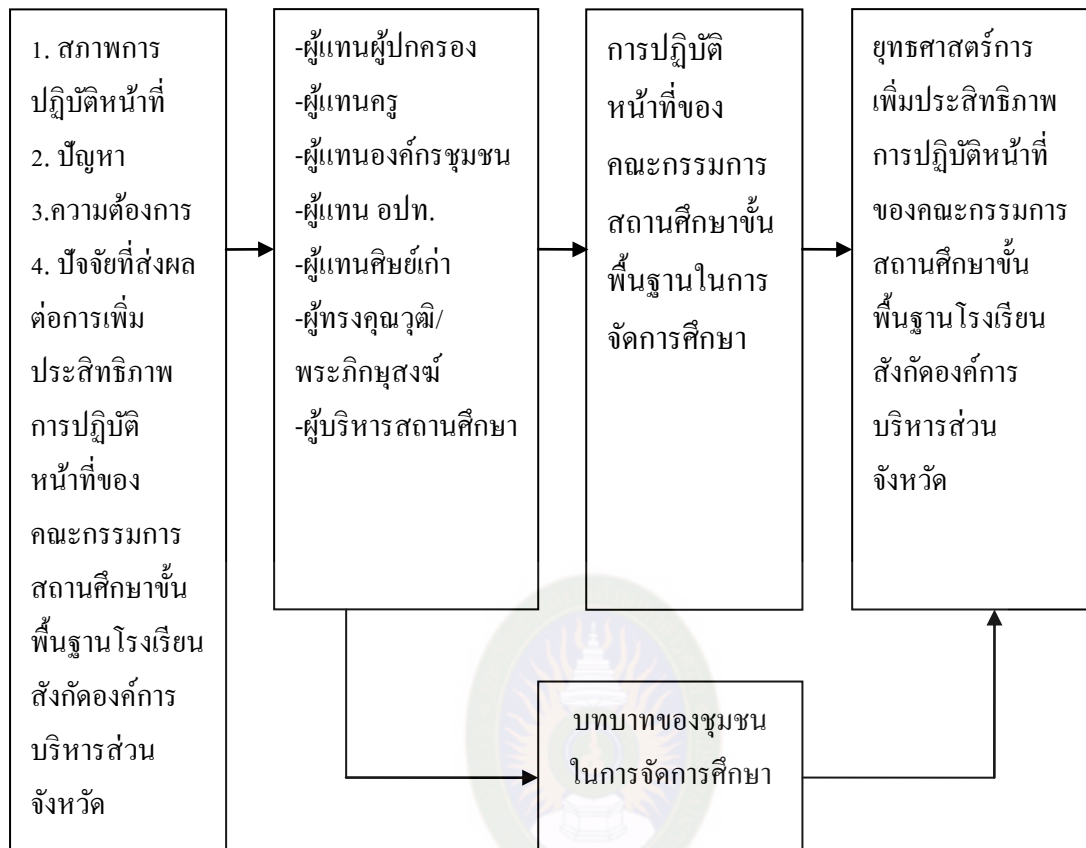 1. สภาพการ
ปฏิบัติหน้าที่
2. ปัญหา
3.ความต้องการ
4. ปัจจัยที่ส่งผล
ต่อการเพิ่ม
ประสิทธิภาพ
การปฏิบัติ
หน้าที่ของ
คณะกรรมการ
สถานศึกษาขั้น
พื้นฐานโรงเรียน
สังกัดองค์การ
บริหารส่วน
จังหวัด
-ผู้แทนผู้ปกครอง
-ผู้แทนครู
-ผู้แทนองค์กรชุมชน
-ผู้แทน อปท.
-ผู้แทนศิษย์เก่า
-ผู้ทรงคุณวุฒิ/
พระภิกษุสงฆ์
-ผู้บริหารสถานศึกษา
การปฏิบัติ
หน้าที่ของ
คณะกรรมการ
สถานศึกษาขั้น
พื้นฐานในการ
จัดการศึกษา
ยุทธศาสตร์การ
เพิ่มประสิทธิภาพ
การปฏิบัติหน้าที่
ของคณะกรรมการ
สถานศึกษาขั้น
พื้นฐานโรงเรียน
สังกัดองค์การ
บริหารส่วน
จังหวัด
บทบาทของชุมชน
ในการจัดการศึกษา